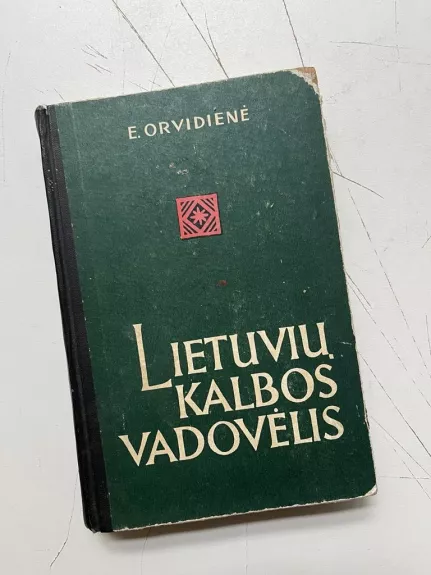 E. ORVIDIENĖ
LIETUVIŲ
KALBOS
VADOVĖLIS